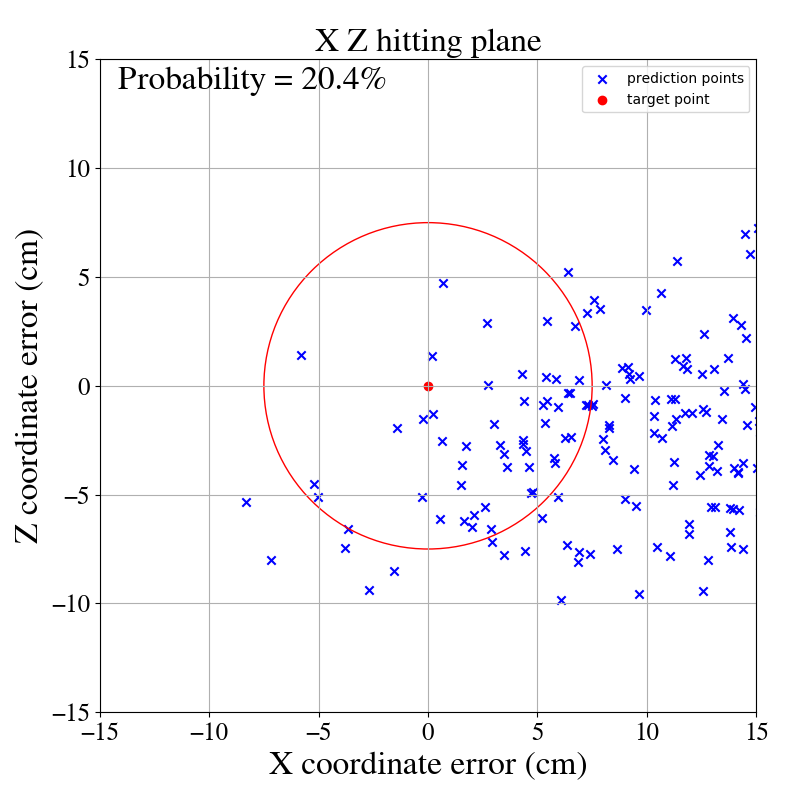 X Z hitting plane
Probability = 20.4%
prediction points
target point
15
10
5
0
−5
−10
−15
Z coordinate error (cm)
−15
−10
−5
0
5
10
15
X coordinate error (cm)